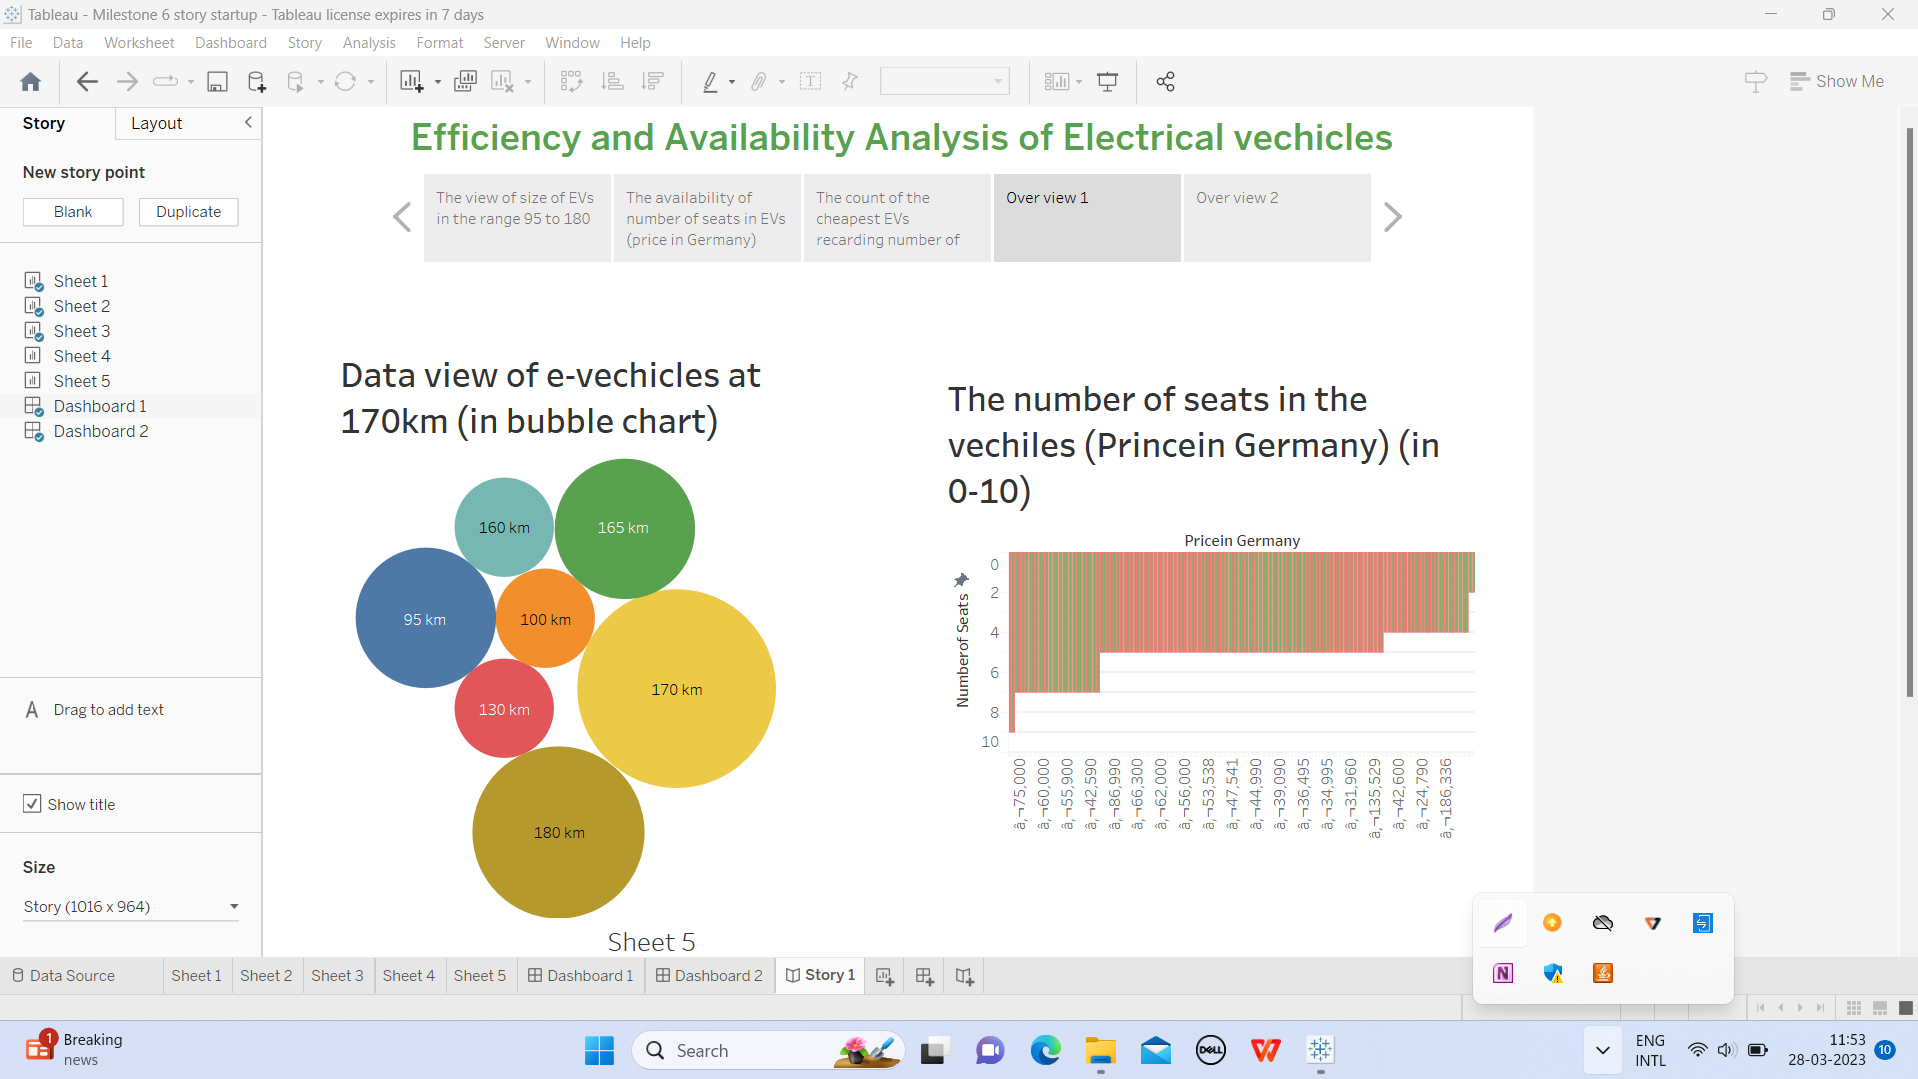 Tableau - Milestone 6 story startup - Tableau license expires in 7 days
File Data Worksheet Dashboard Story Analysis Format Server Window Help
Show Me
Story Layout
New story point
Blank Duplicate
Sheet 1
Sheet 2
Sheet 3
Sheet 4
Sheet 5
Dashboard 1
Dashboard 2
A Drag to add text
Show title
Size
Story (1016 x 964)
Efficiency and Availability Analysis of Electrical vechicles
The view of size of EVs
in the range 95 to 180
The availability of
number of seats in EVs
(price in Germany)
The count of the
cheapest EVs
recarding number of
Over view 1
Over view 2
Data view of e-vechicles at
170km (in bubble chart)
160 km
165 km
95 km
100 km
170 km
130 km
180 km
The number of seats in the
vechiles (Princein Germany) (in
0-10)
Pricein Germany
Numberof Seats
0
2
4
6
8
10
â‚¬75,000
â‚¬60,000
â‚¬55,900
â‚¬42,590
â‚¬86,990
â‚¬66,300
â‚¬62,000
â‚¬56,000
â‚¬53,538
â‚¬47,541
â‚¬44,990
â‚¬39,090
â‚¬36,495
â‚¬34,995
â‚¬31,960
â‚¬135,529
â‚¬42,600
â‚¬24,790
â‚¬186,336
Sheet 5
Data Source Sheet 1 Sheet 2 Sheet 3 Sheet 4 Sheet 5 Dashboard 1 Dashboard 2 Story 1
N
1
Breaking
news
Search
DELL
W
ENG
INTL
11:53
28-03-2023
10